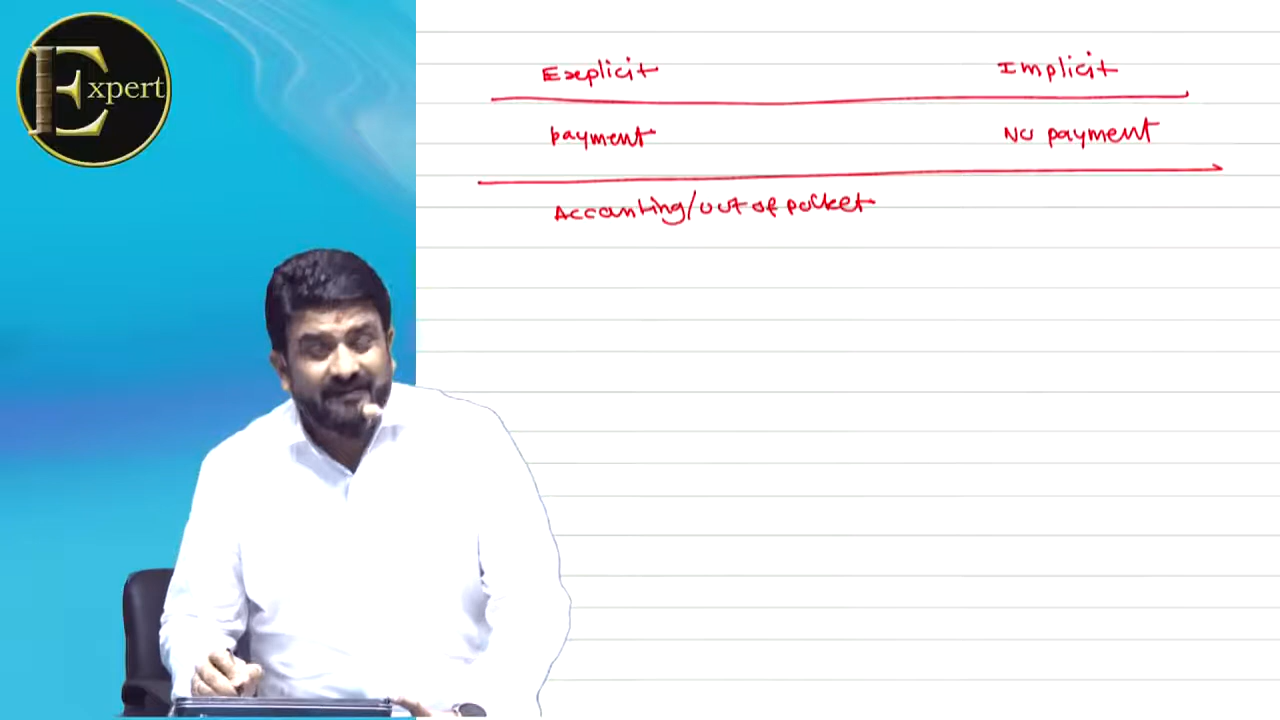 Expert
Explicit Implicit
payment No payment
Accounting/out of pocket